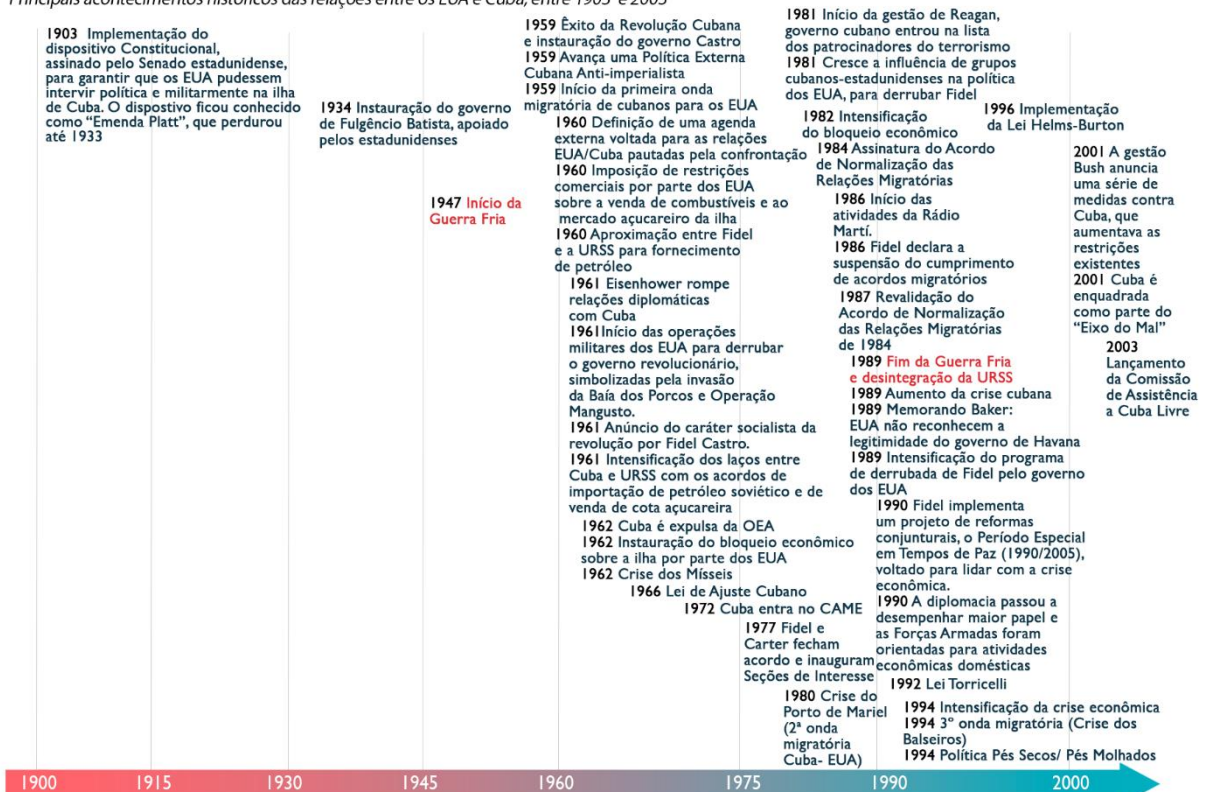 Principais acontecimentos históricos das relações entre os EUA e Cuba, entre 1903 e 2003
1903 Implementação do
dispositivo Constitucional,
assinado pelo Senado estadunidense,
para garantir que os EUA pudessem
intervir política e militarmente na ilha
de Cuba. O dispostivo ficou conhecido
como “Emenda Platt”, que perdurou
até 1933
1934 Instauração do governo
de Fulgêncio Batista, apoiado
pelos estadunidenses
1947 Início da
Guerra Fria
1959 Êxito da Revolução Cubana
e instauração do governo Castro
1959 Avança uma Política Externa
Cubana Anti-imperialista
1959 Início da primeira onda
migratória de cubanos para os EUA
1960 Definição de uma agenda
externa voltada para as relações
EUA/Cuba pautadas pela confrontação
1960 Imposição de restrições
comerciais por parte dos EUA
sobre a venda de combustíveis e ao
mercado açucareiro da ilha
1960 Aproximação entre Fidel
e a URSS para fornecimento
de petróleo
1961 Eisenhower rompe
relações diplomáticas
com Cuba
1961Início das operações
militares dos EUA para derrubar
o governo revolucionário,
simbolizadas pela invasão
da Baía dos Porcos e Operação
Mangusto.
1961 Anúncio do caráter socialista da
revolução por Fidel Castro.
1961 Intensificação dos laços entre
Cuba e URSS com os acordos de
importação de petróleo soviético e de
venda de cota açucareira
1962 Cuba é expulsa da OEA
1962 Instauração do bloqueio econômico
sobre a ilha por parte dos EUA
1962 Crise dos Mísseis
1966 Lei de Ajuste Cubano
1972 Cuba entra no CAME
1977 Fidel e
Carter fecham
acordo e inauguram
Seções de Interesse
1980 Crise do
Porto de Mariel
(2ª onda
migratória
Cuba- EUA)
1981 Início da gestão de Reagan,
governo cubano entrou na lista
dos patrocinadores do terrorismo
1981 Cresce a influência de grupos
cubanos-estadunidenses na política
dos EUA, para derrubar Fidel
1982 Intensificação
do bloqueio econômico
1984 Assinatura do Acordo
de Normalização das
Relações Migratórias
1986 Início das
atividades da Rádio
Martí.
1986 Fidel declara a
suspensão do cumprimento
de acordos migratórios
1987 Revalidação do
Acordo de Normalização
das Relações Migratórias
de 1984
1989 Fim da Guerra Fria
e desintegração da URSS
1989 Aumento da crise cubana
1989 Memorando Baker:
EUA não reconhecem a
legitimidade do governo de Havana
1989 Intensificação do programa
de derrubada de Fidel pelo governo
dos EUA
1990 Fidel implementa
um projeto de reformas
conjunturais, o Período Especial
em Tempos de Paz (1990/2005),
voltado para lidar com a crise
econômica.
1990 A diplomacia passou a
desempenhar maior papel e
as Forças Armadas foram
orientadas para atividades
econômicas domésticas
1992 Lei Torricelli
1994 Intensificação da crise econômica
1994 3º onda migratória (Crise dos
Balseiros)
1994 Política Pés Secos/ Pés Molhados
1996 Implementação
da Lei Helms-Burton
2001 A gestão
Bush anuncia
uma série de
medidas contra
Cuba, que
aumentava as
restrições
existentes
2001 Cuba é
enquadrada
como parte do
“Eixo do Mal”
2003
Lançamento
da Comissão
de Assistência
a Cuba Livre
1900
1915
1930
1945
1960
1975
1990
2000